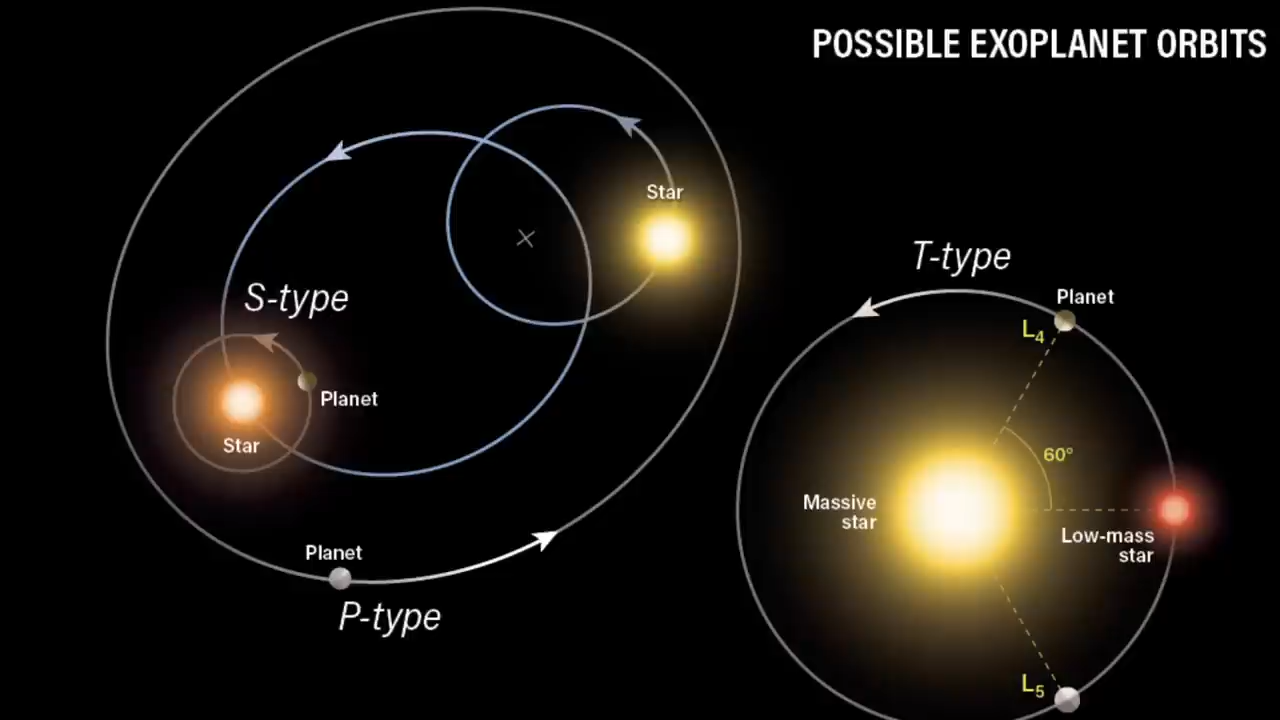 POSSIBLE EXOPLANET ORBITS
Star
S-type
Planet
Star
Planet
P-type
T-type
Planet
L4
60°
Massive
star
Low-mass
star
L5